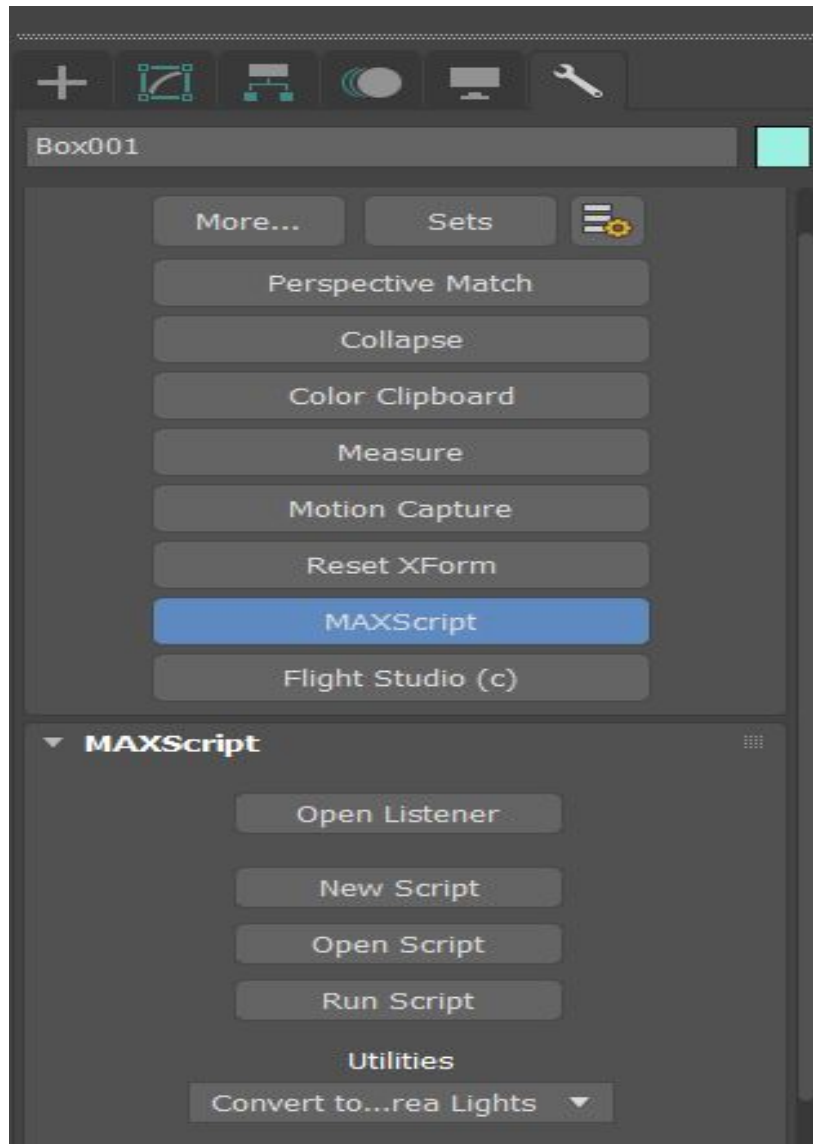 Box001
More... Sets
Perspective Match
Collapse
Color Clipboard
Measure
Motion Capture
Reset XForm
MAXScript
Flight Studio (c)
MAXScript
Open Listener
New Script
Open Script
Run Script
Utilities
Convert to...rea Lights